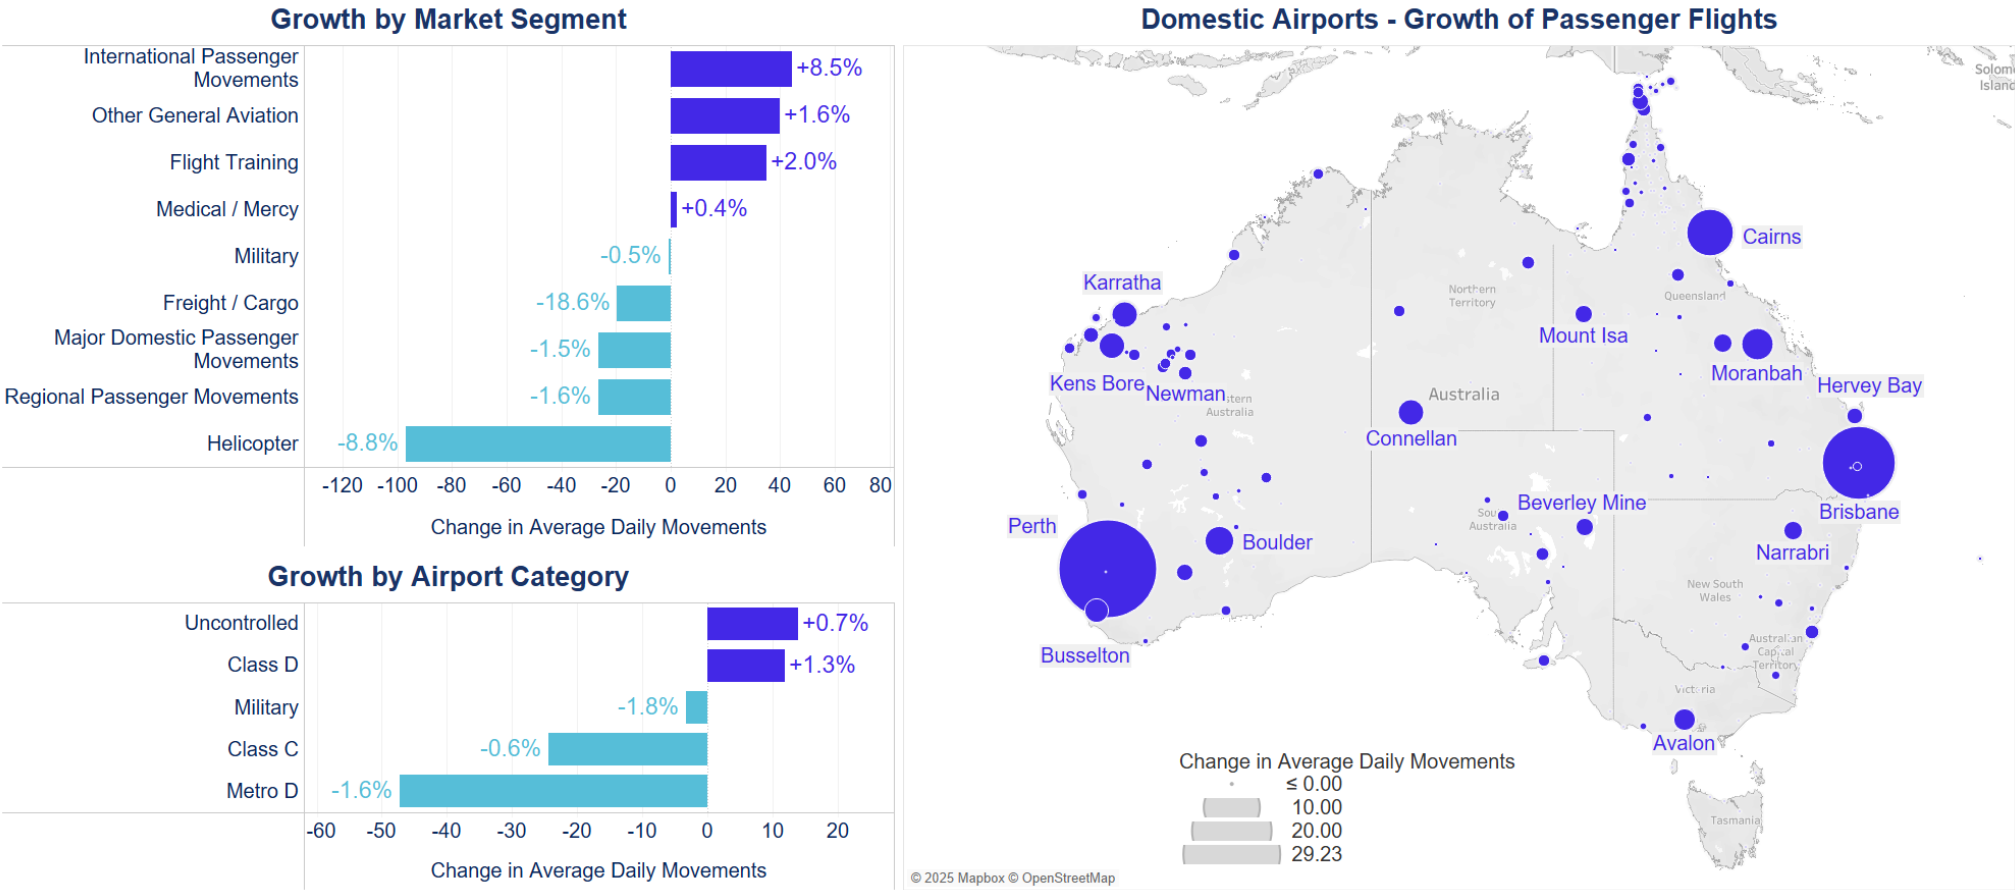 Growth by Market Segment
International Passenger
Movements
+8.5%
Other General Aviation
+1.6%
Flight Training
+2.0%
Medical / Mercy
+0.4%
Military
-0.5%
Freight / Cargo
-18.6%
Major Domestic Passenger
Movements
-1.5%
Regional Passenger Movements
-1.6%
Helicopter
-8.8%
-120 -100 -80 -60 -40 -20 0 20 40 60 80
Change in Average Daily Movements
Growth by Airport Category
Uncontrolled
+0.7%
Class D
+1.3%
Military
-1.8%
Class C
-0.6%
Metro D
-1.6%
-60 -50 -40 -30 -20 -10 0 10 20
Change in Average Daily Movements
Domestic Airports - Growth of Passenger Flights
Cairns
Karratha
Northern
Territory
Queensland
Mount Isa
Moranbah
Kens Bore
Newman
Australia
Australia
Hervey Bay
Connellan
Beverley Mine
Brisbane
Perth
Australia
Boulder
Narrabri
New South
Wales
Busselton
Territory
Avalon
Change in Average Daily Movements
≤ 0.00
10.00
20.00
29.23
Tasmania
© 2025 Mapbox © OpenStreetMap